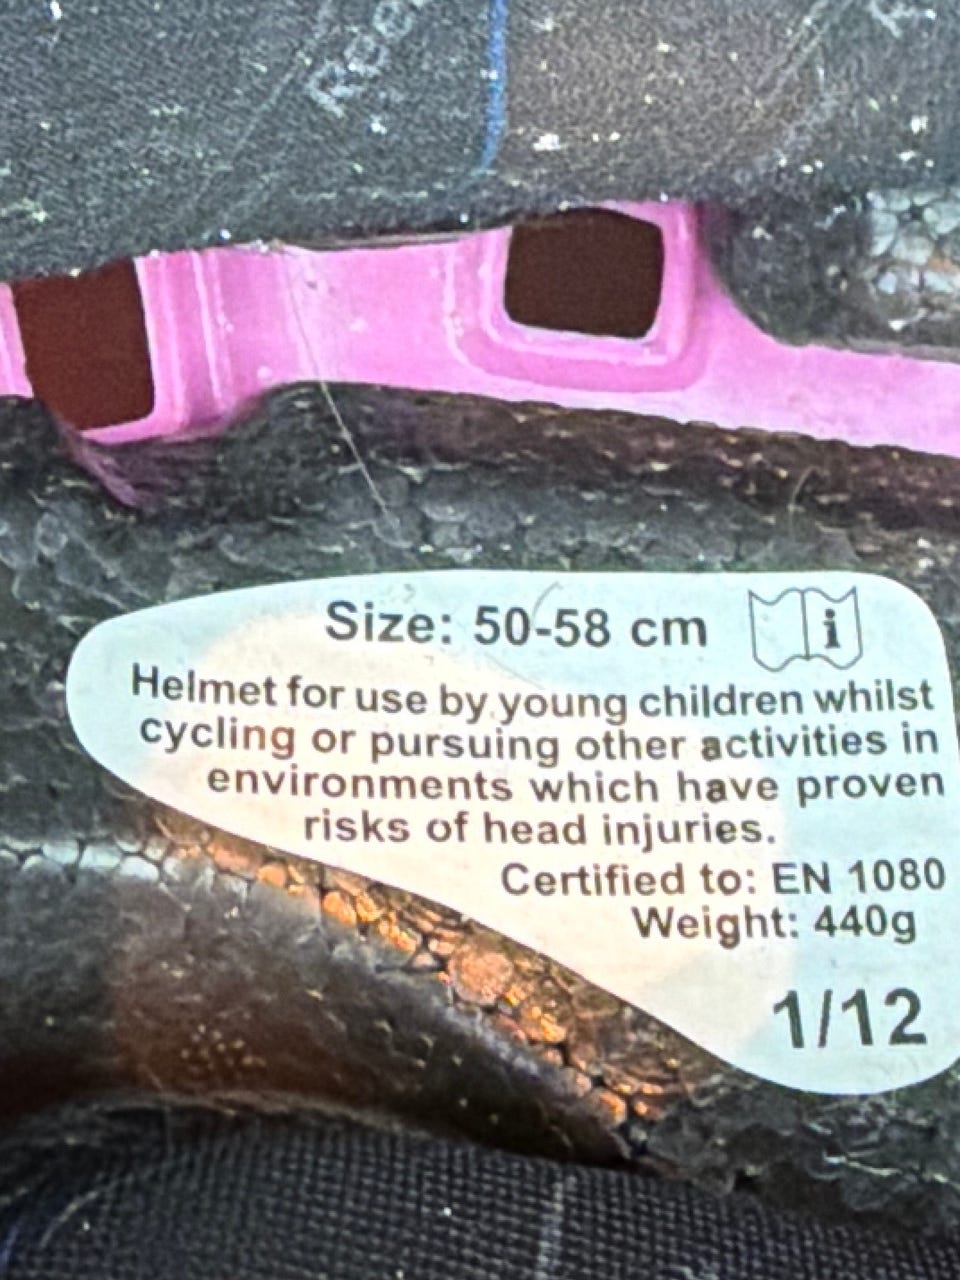 Size: 50-58 cm
i
Helmet for use by young children whilst
cycling or pursuing other activities in
environments which have proven
risks of head injuries.
Certified to: EN 1080
Weight: 440g
1/12